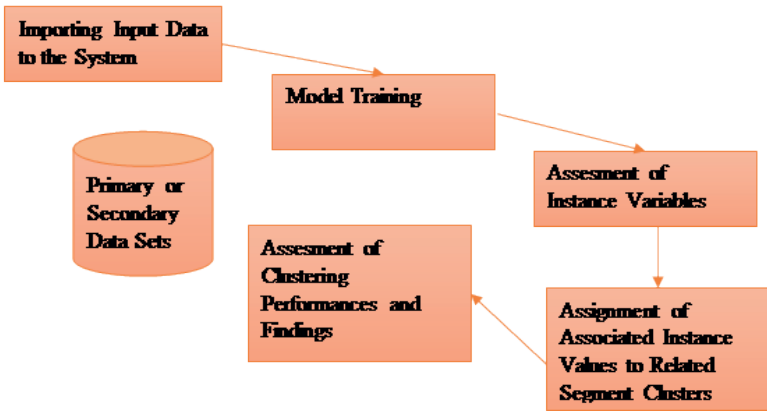 Importing Input Data
to the System
Model Training
Assesment of
Instance Variables
Primary or
Secondary
Data Sets
Assesment of
Clustering
Performances and
Findings
Assignment of
Associated Instance
Values to Related
Segment Clusters